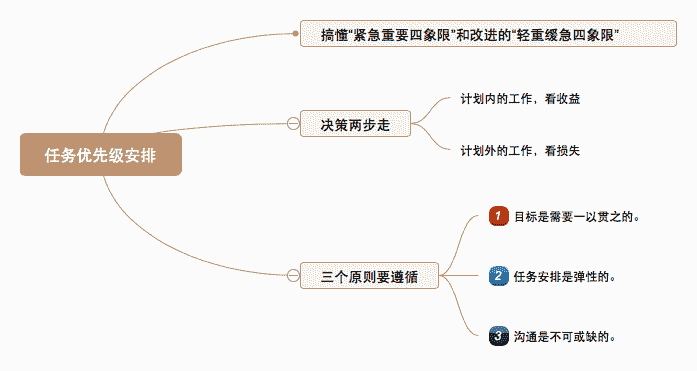 搞懂“紧急重要四象限”和改进的“轻重缓急四象限”
任务优先级安排
决策两步走
计划内的工作，看收益
计划外的工作，看损失
三个原则要遵循
1 目标是需要一以贯之的。
2 任务安排是弹性的。
3 沟通是不可或缺的。